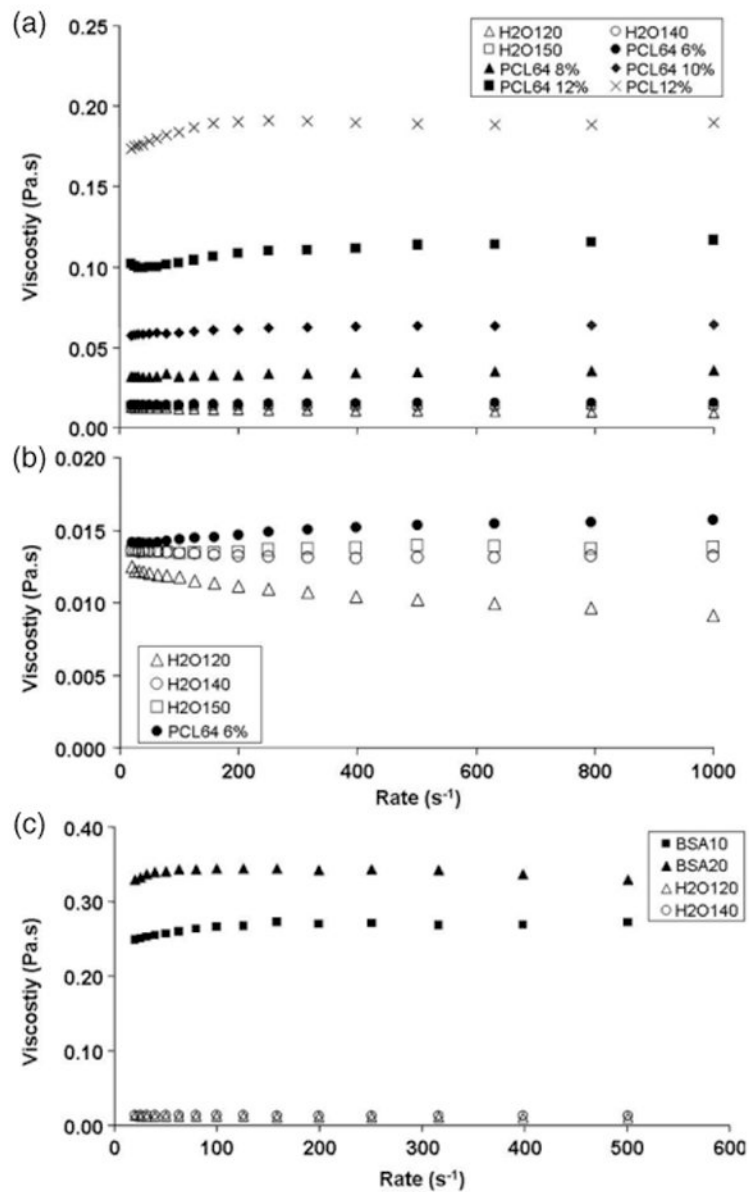 (a)
H2O120 H2O140
H2O150 PCL64 6%
PCL64 8% PCL64 10%
PCL64 12% PCL12%
0.25
0.20
0.15
0.10
0.05
0.00
Viscostiy (Pa.s)
(b)
0.020
0.015
0.010
0.005
0.000
Viscostiy (Pa.s)
H2O120
H2O140
H2O150
PCL64 6%
0 200 400 600 800 1000
Rate (s-1)
(c)
0.40
0.30
0.20
0.10
0.00
Viscostiy (Pa.s)
BSA10
BSA20
H2O120
H2O140
0 100 200 300 400 500 600
Rate (s-1)